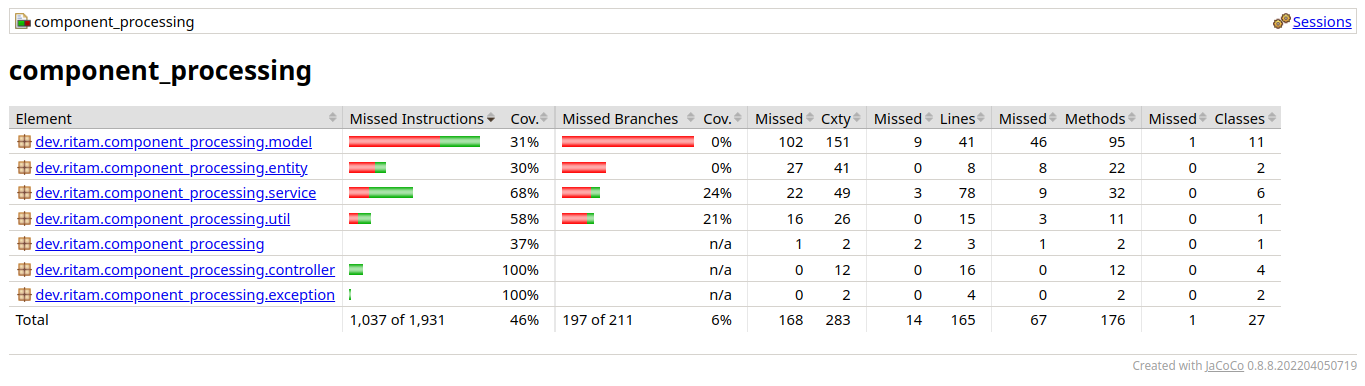 component_processing Sessions
component_processing
Element Missed Instructions Cov. Missed Branches Cov. Missed Cxty Missed Lines Missed Methods Missed Classes
dev.ritam.component_processing.model 31% 0% 102 151 9 41 46 95 1 11
dev.ritam.component_processing.entity 30% 0% 27 41 0 8 8 22 0 2
dev.ritam.component_processing.service 68% 24% 22 49 3 78 9 32 0 6
dev.ritam.component_processing.util 58% 21% 16 26 0 15 3 11 0 1
dev.ritam.component_processing 37% n/a 1 2 2 3 1 2 0 1
dev.ritam.component_processing.controller 100% n/a 0 12 0 16 0 12 0 4
dev.ritam.component_processing.exception 100% n/a 0 2 0 4 0 2 0 2
Total 1,037 of 1,931 46% 197 of 211 6% 168 283 14 165 67 176 1 27
Created with JaCoCo 0.8.8.202204050719